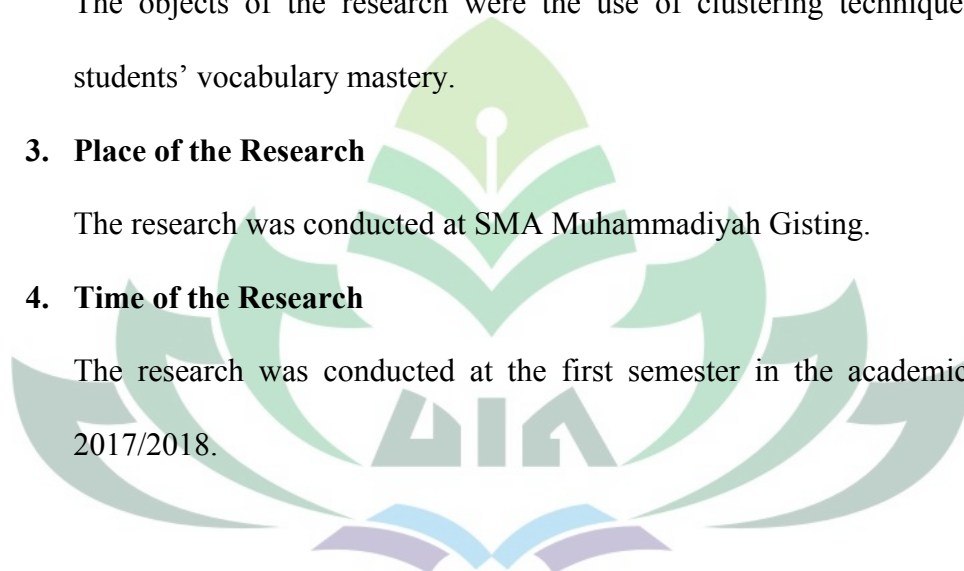 The objects of the research were the use of clustering technique
students’ vocabulary mastery.
3. Place of the Research
The research was conducted at SMA Muhammadiyah Gisting.
4. Time of the Research
The research was conducted at the first semester in the academic
2017/2018.
UIN